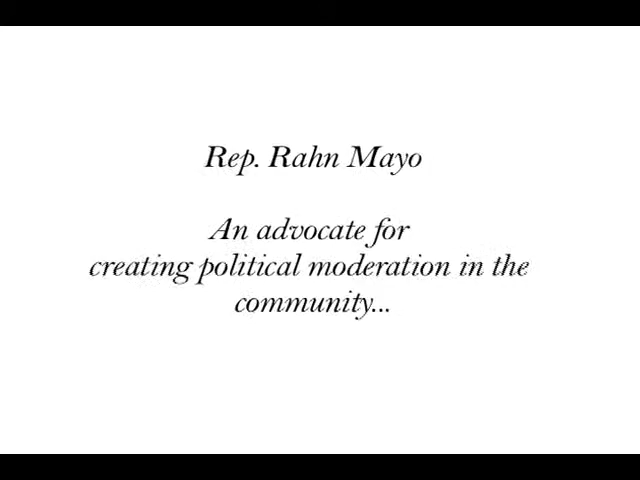 Rep. Rahn Mayo
An advocate for
creating political moderation in the
community...